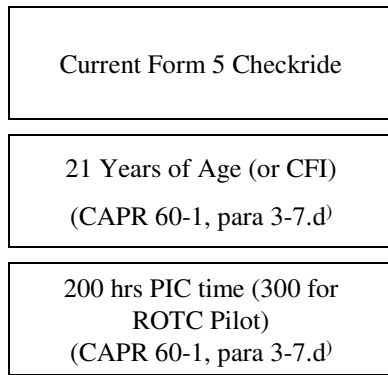 Current Form 5 Checkride
21 Years of Age (or CFI)
(CAPR 60-1, para 3-7.d)
200 hrs PIC time (300 for
ROTC Pilot)
(CAPR 60-1, para 3-7.d)